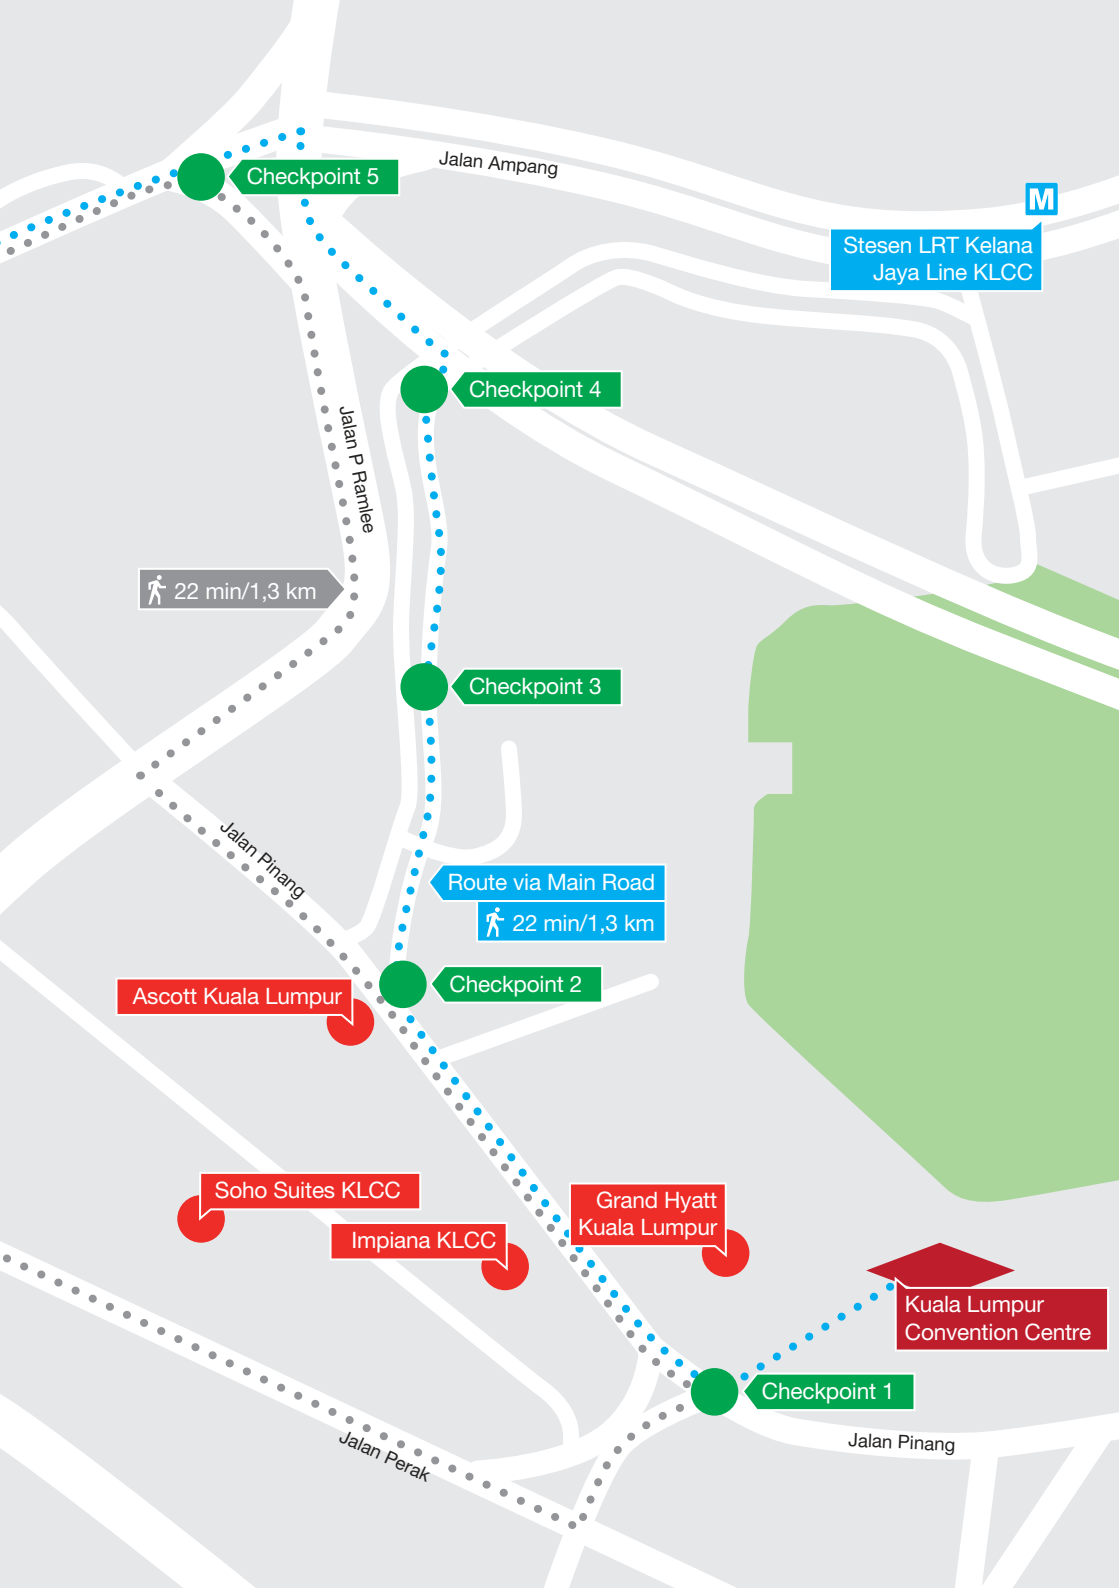 Jalan Ampang
Checkpoint 5
M
Stesen LRT Kelana
Jaya Line KLCC
Checkpoint 4
Jalan P Ramlee
22 min/1,3 km
Checkpoint 3
Jalan Pinang
Route via Main Road
22 min/1,3 km
Checkpoint 2
Ascott Kuala Lumpur
Soho Suites KLCC
Grand Hyatt
Kuala Lumpur
Impiana KLCC
Kuala Lumpur
Convention Centre
Checkpoint 1
Jalan Pinang
Jalan Perak